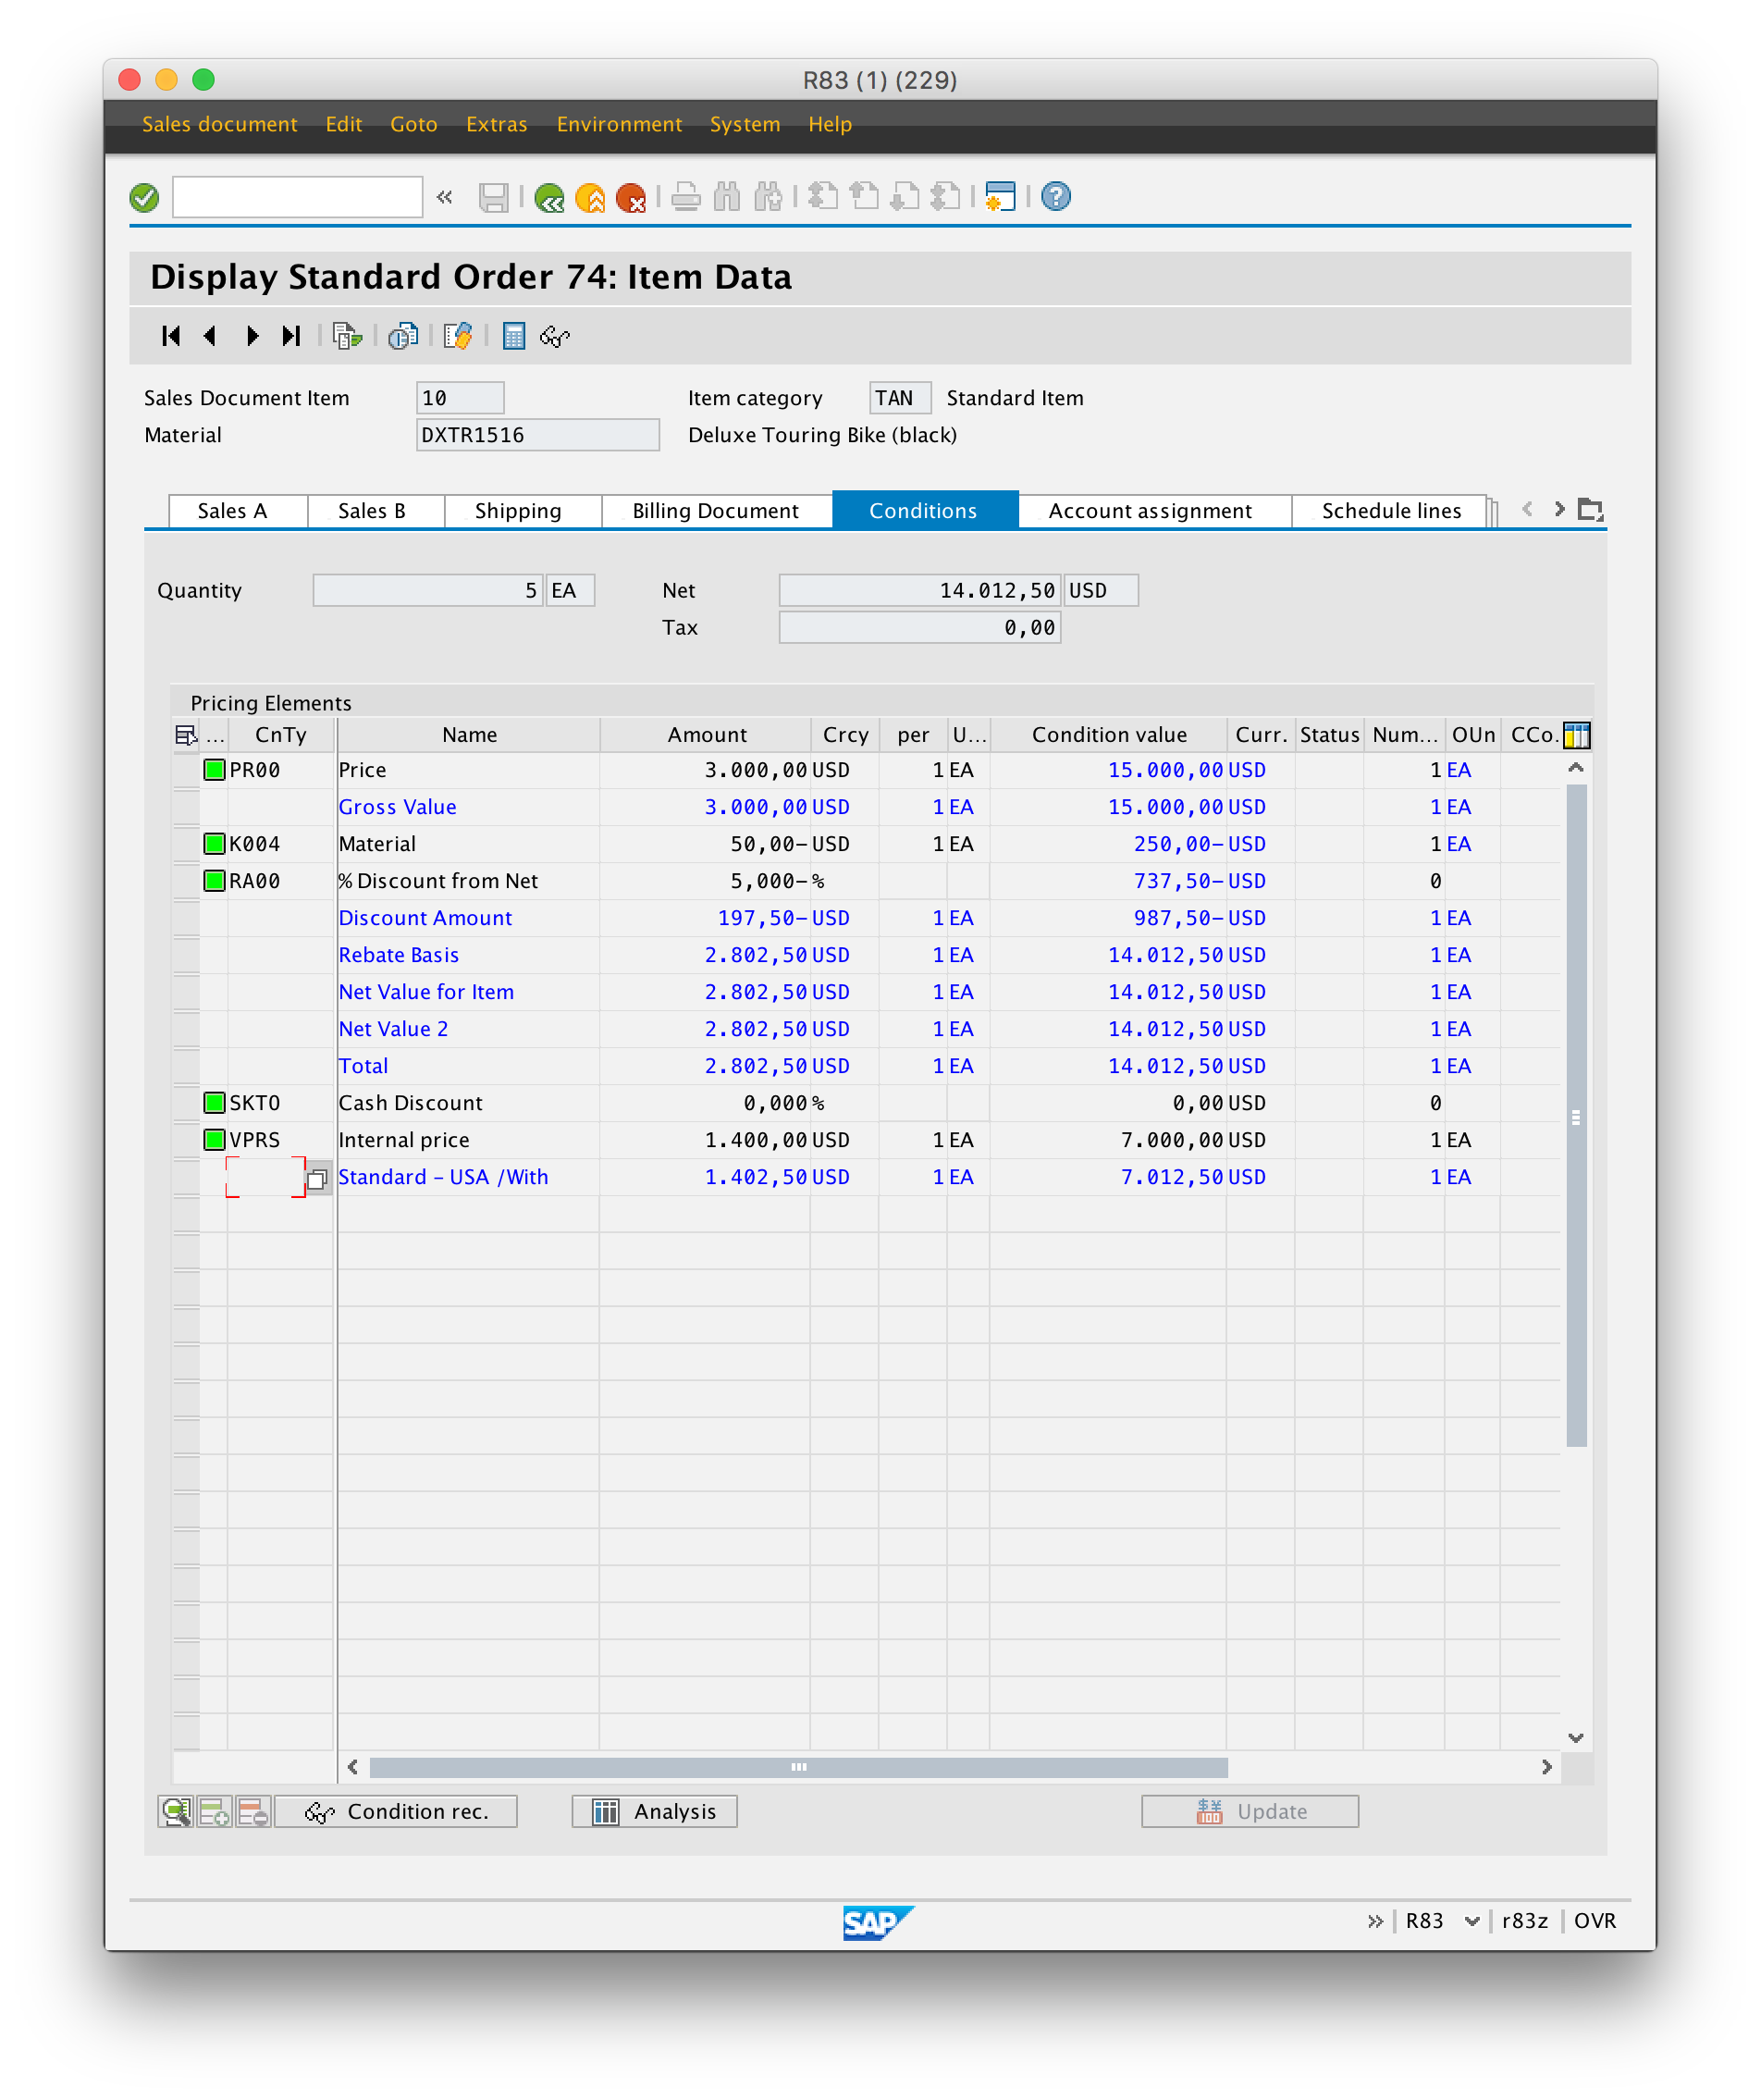 R83 (1) (229)
Sales document Edit Goto Extras Environment System Help
Display Standard Order 74: Item Data
Sales Document Item 10 Item category TAN Standard Item
Material DXTR1516 Deluxe Touring Bike (black)
Sales A Sales B Shipping Billing Document Conditions Account assignment Schedule lines
Quantity 5 EA Net 14.012,50 USD
Tax 0,00
Pricing Elements
... CnTy Name Amount Crcy per U... Condition value Curr. Status Num... OUn CCo.
PR00 Price 3.000,00 USD 1 EA 15.000,00 USD 1 EA
Gross Value 3.000,00 USD 1 EA 15.000,00 USD 1 EA
K004 Material 50,00- USD 1 EA 250,00- USD 1 EA
RA00 % Discount from Net 5,000- % 737,50- USD 0
Discount Amount 197,50- USD 1 EA 987,50- USD 1 EA
Rebate Basis 2.802,50 USD 1 EA 14.012,50 USD 1 EA
Net Value for Item 2.802,50 USD 1 EA 14.012,50 USD 1 EA
Net Value 2 2.802,50 USD 1 EA 14.012,50 USD 1 EA
Total 2.802,50 USD 1 EA 14.012,50 USD 1 EA
SKTO Cash Discount 0,000 % 0,00 USD 0
VPRS Internal price 1.400,00 USD 1 EA 7.000,00 USD 1 EA
Standard - USA /With 1.402,50 USD 1 EA 7.012,50 USD 1 EA
Condition rec. Analysis Update
SAP R83 r83z OVR